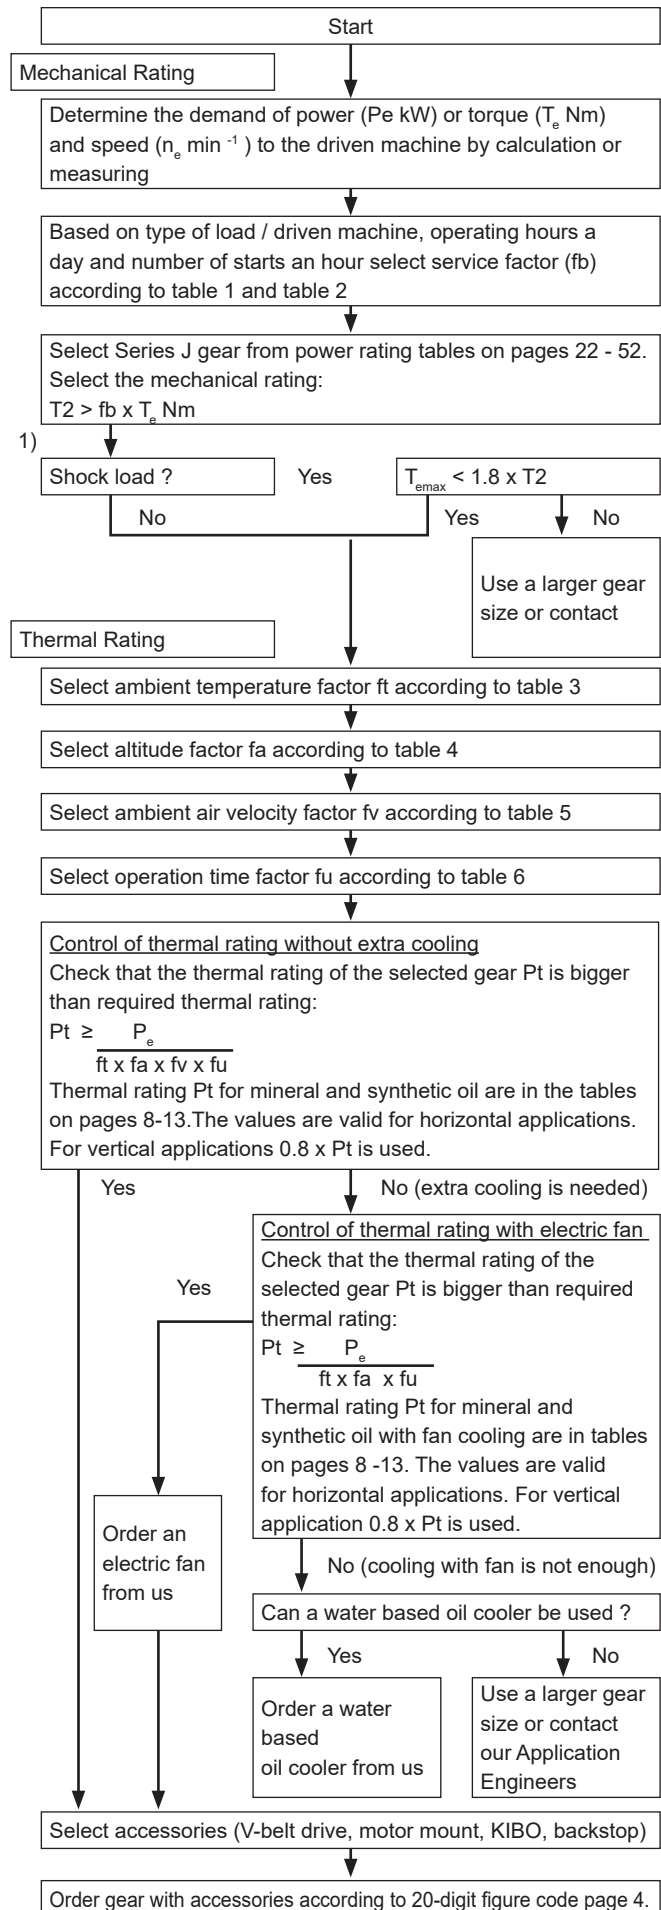 Start
Mechanical Rating
Determine the demand of power (Pe kW) or torque (Te Nm)
and speed (ne min -1 ) to the driven machine by calculation or
measuring
Based on type of load / driven machine, operating hours a
day and number of starts an hour select service factor (fb)
according to table 1 and table 2
Select Series J gear from power rating tables on pages 22 - 52.
Select the mechanical rating:
T2 > fb x Te Nm
1)
Shock load ?
Yes
Temax < 1.8 x T2
No
Yes
No
Use a larger gear
size or contact
Thermal Rating
Select ambient temperature factor ft according to table 3
Select altitude factor fa according to table 4
Select ambient air velocity factor fv according to table 5
Select operation time factor fu according to table 6
Control of thermal rating without extra cooling
Check that the thermal rating of the selected gear Pt is bigger
than required thermal rating:
Pt ≥ Pe
ft x fa x fv x fu
Thermal rating Pt for mineral and synthetic oil are in the tables
on pages 8-13.The values are valid for horizontal applications.
For vertical applications 0.8 x Pt is used.
Yes
No (extra cooling is needed)
Control of thermal rating with electric fan
Check that the thermal rating of the
selected gear Pt is bigger than required
thermal rating:
Pt ≥ Pe
ft x fa x fu
Thermal rating Pt for mineral and
synthetic oil with fan cooling are in tables
on pages 8 -13. The values are valid
for horizontal applications. For vertical
application 0.8 x Pt is used.
Yes
Order an
electric fan
from us
No (cooling with fan is not enough)
Can a water based oil cooler be used ?
Yes
No
Order a water
based
oil cooler from us
Use a larger gear
size or contact
our Application
Engineers
Select accessories (V-belt drive, motor mount, KIBO, backstop)
Order gear with accessories according to 20-digit figure code page 4.